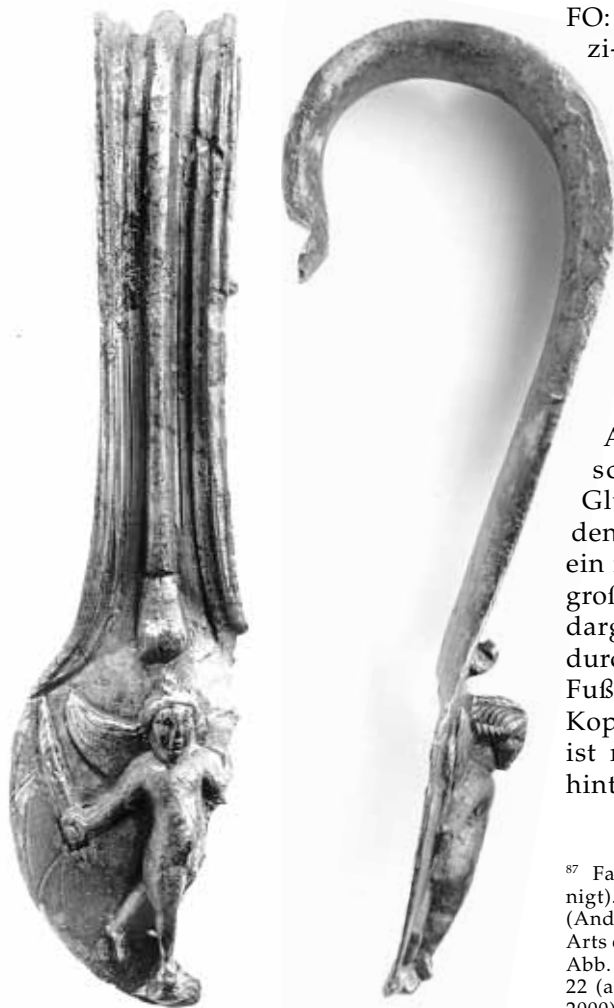 FO:
zi-
A
sc
Gl
den
ein
groß
darg
durc
Fuß
Kop
ist
hint
⁸⁷ Fa
nigt).
(And
Arts
Abb.
22 (a
2000)